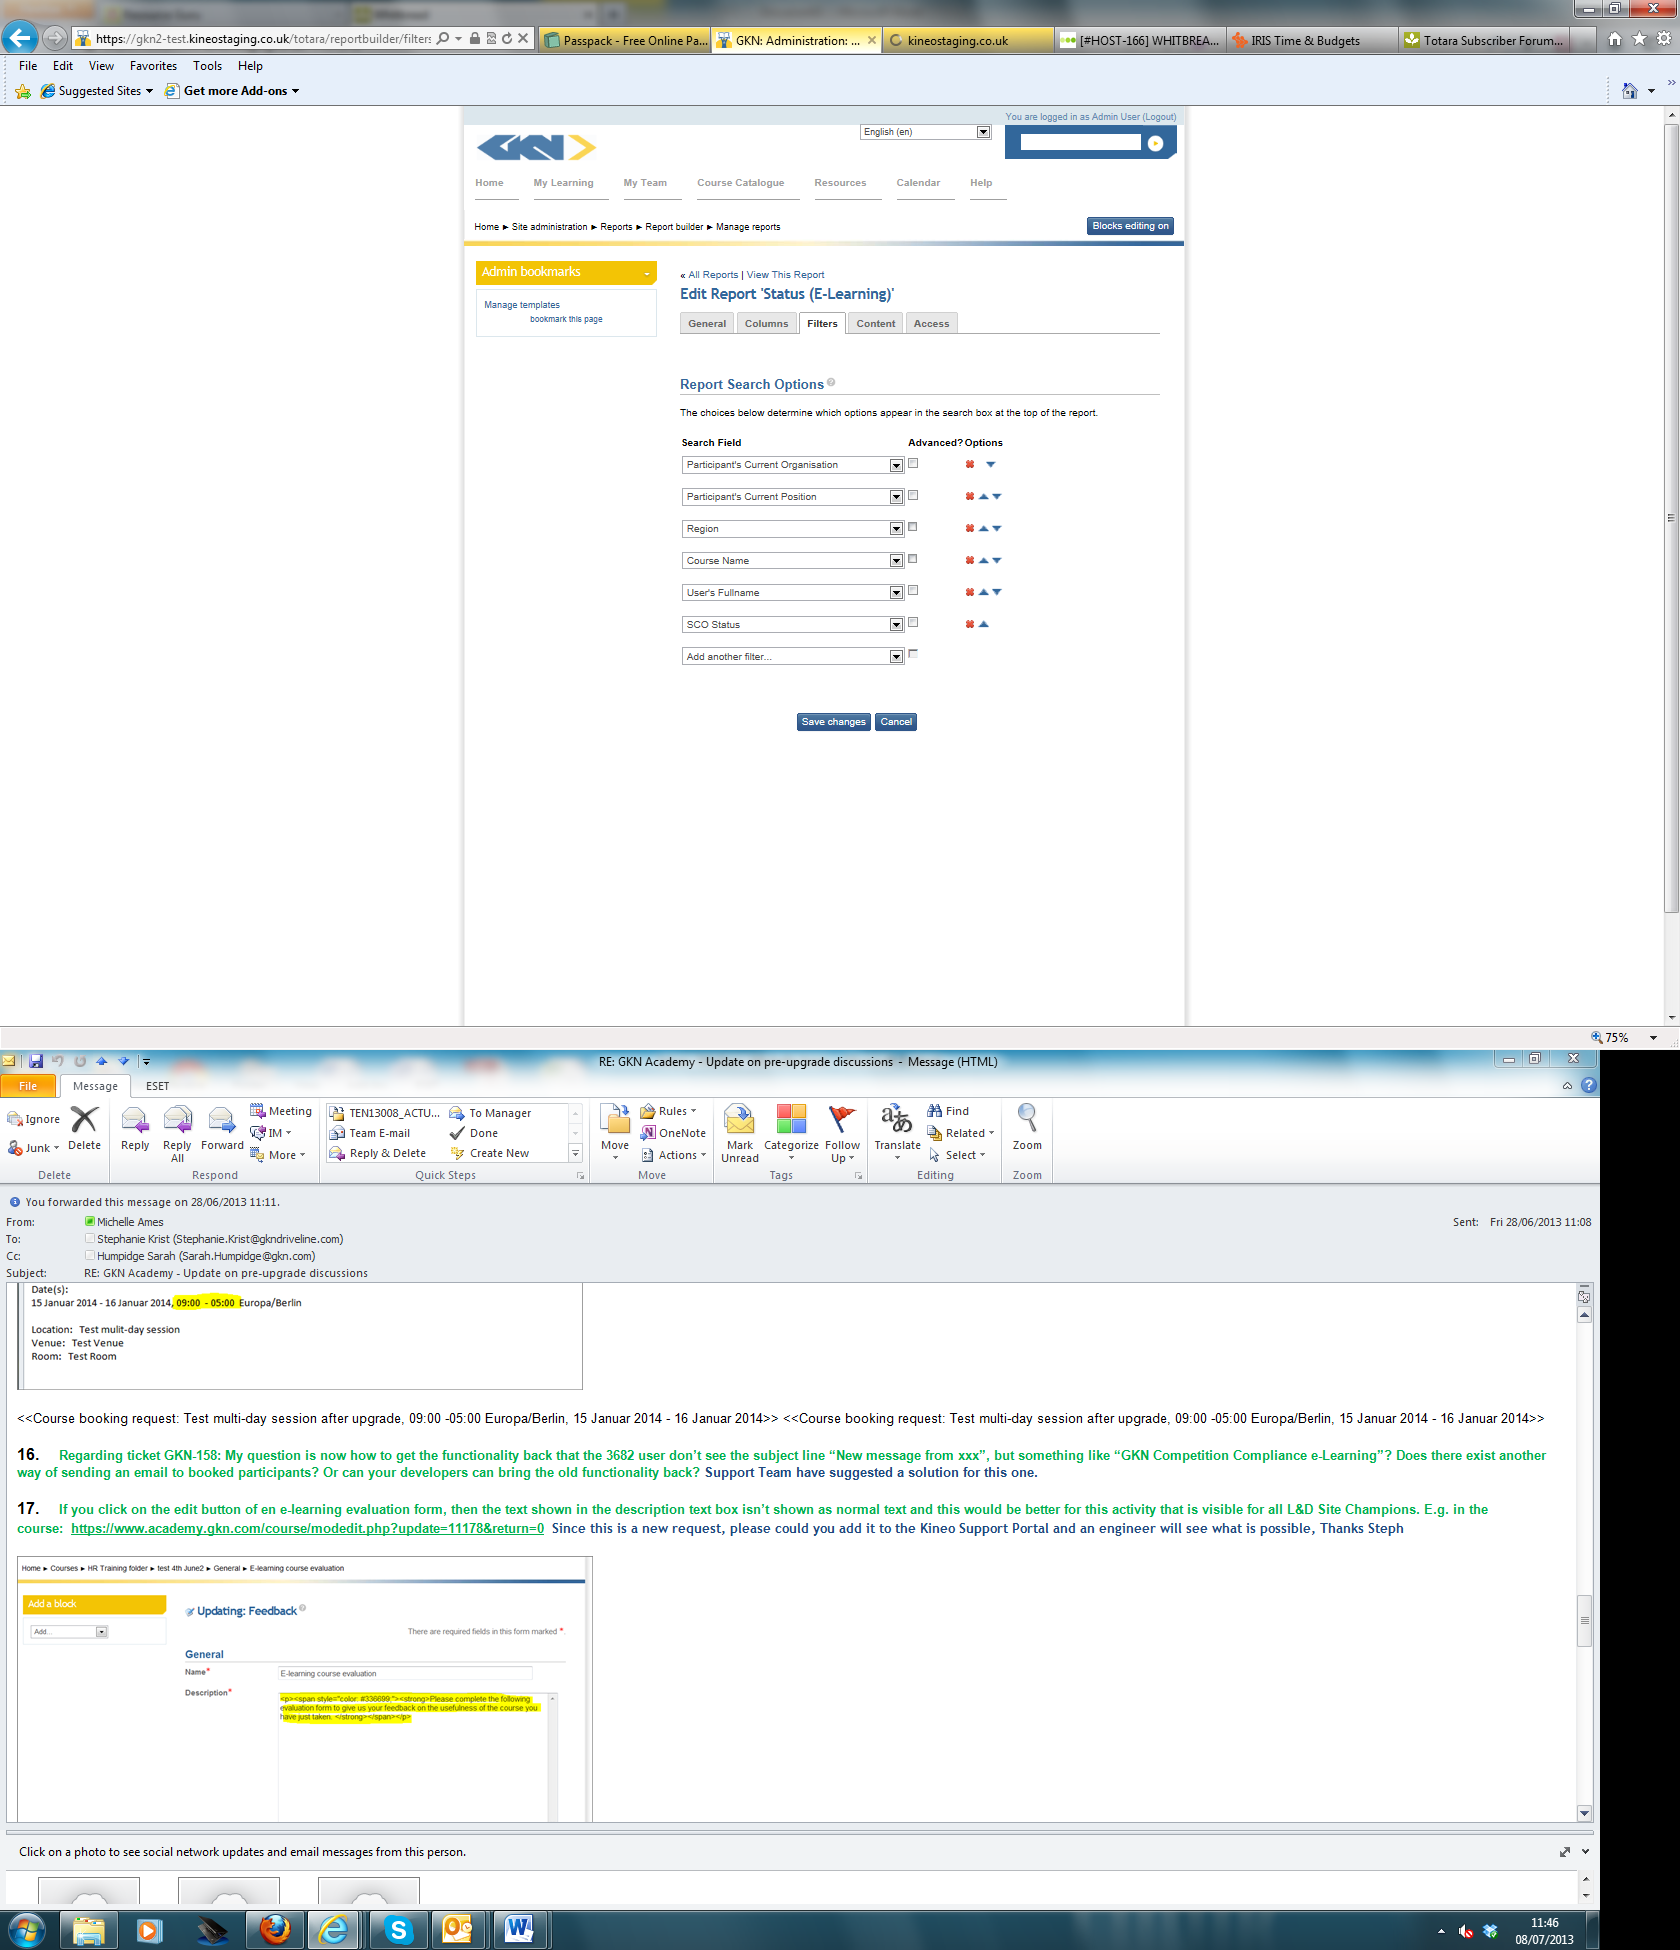 https://gkn2-test.kineostaging.co.uk/totara/reportbuilder/filters
Passpack - Free Online Pa...
GKN: Administration: ...
kineostaging.co.uk
[#HOST-166] WHITBREA...
IRIS Time & Budgets
Totara Subscriber Forum...
File Edit View Favorites Tools Help
Suggested Sites Get more Add-ons
You are logged in as Admin User (Logout)
English (en)
GKN
Home My Learning My Team Course Catalogue Resources Calendar Help
Home ► Site administration ► Reports ► Report builder ► Manage reports
Blocks editing on
Admin bookmarks
Manage templates
bookmark this page
« All Reports | View This Report
Edit Report 'Status (E-Learning)'
General Columns Filters Content Access
Report Search Options
The choices below determine which options appear in the search box at the top of the report.
Search Field Advanced? Options
Participant's Current Organisation
Participant's Current Position
Region
Course Name
User's Fullname
SCO Status
Add another filter...
Save changes Cancel
75%
RE: GKN Academy - Update on pre-upgrade discussions - Message (HTML)
File Message ESET
Ignore
Junk
Delete
Reply
Reply All
Forward
Meeting
IM
More
TEN13008_ACTU...
Team E-mail
Reply & Delete
To Manager
Done
Create New
Move
Rules
OneNote
Actions
Mark Unread
Categorize
Follow Up
Translate
Find
Related
Select
Zoom
Delete Respond Quick Steps Move Tags Editing Zoom
You forwarded this message on 28/06/2013 11:11.
From: Michelle Ames
Sent: Fri 28/06/2013 11:08
To: Stephanie Krist (Stephanie.Krist@gkndriveline.com)
Cc: Humpidge Sarah (Sarah.Humpidge@gkn.com)
Subject: RE: GKN Academy - Update on pre-upgrade discussions
Date(s):
15 Januar 2014 - 16 Januar 2014, 09:00 - 05:00 Europa/Berlin
Location: Test mulit-day session
Venue: Test Venue
Room: Test Room
<<Course booking request: Test multi-day session after upgrade, 09:00 -05:00 Europa/Berlin, 15 Januar 2014 - 16 Januar 2014>> <<Course booking request: Test multi-day session after upgrade, 09:00 -05:00 Europa/Berlin, 15 Januar 2014 - 16 Januar 2014>>
16. Regarding ticket GKN-158: My question is now how to get the functionality back that the 3682 user don't see the subject line “New message from xxx”, but something like “GKN Competition Compliance e-Learning”? Does there exist another
way of sending an email to booked participants? Or can your developers can bring the old functionality back? Support Team have suggested a solution for this one.
17. If you click on the edit button of en e-learning evaluation form, then the text shown in the description text box isn't shown as normal text and this would be better for this activity that is visible for all L&D Site Champions. E.g. in the
course: https://www.academy.gkn.com/course/modedit.php?update=11178&return=0 Since this is a new request, please could you add it to the Kineo Support Portal and an engineer will see what is possible, Thanks Steph
Home ► Courses ► HR Training folder ► test 4th June2 ► General ► E-learning course evaluation
Add a block
Add...
Updating: Feedback
There are required fields in this form marked *.
General
Name* E-learning course evaluation
Description*
<p><span style="color: #336699;"><strong>Please complete the following
evaluation form to give us your feedback on the usefulness of the course you
have just taken. </strong></span></p>
Click on a photo to see social network updates and email messages from this person.
11:46
08/07/2013